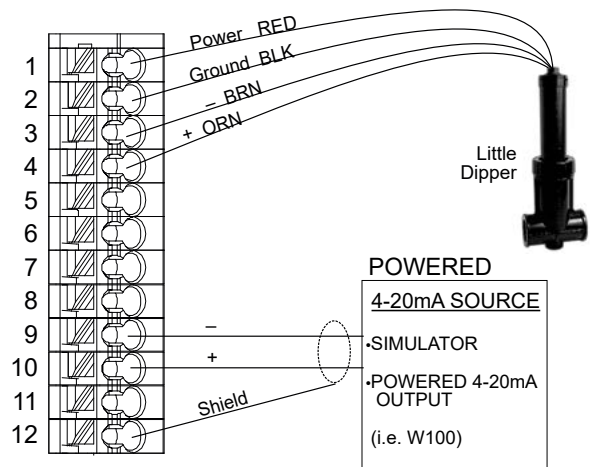 Power RED
1
Ground BLK
2
– BRN
3
+ ORN
4
Little
Dipper
5
6
7
POWERED
8
4-20mA SOURCE
9
–
•SIMULATOR
10
+
•POWERED 4-20mA
OUTPUT
11
Shield
12
(i.e. W100)